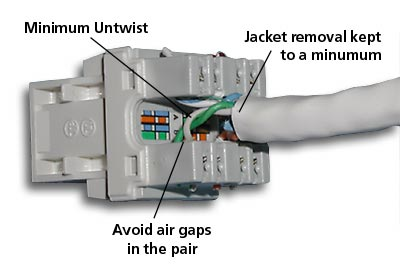 Minimum Untwist
Jacket removal kept
to a minumum
A
Avoid air gaps
in the pair